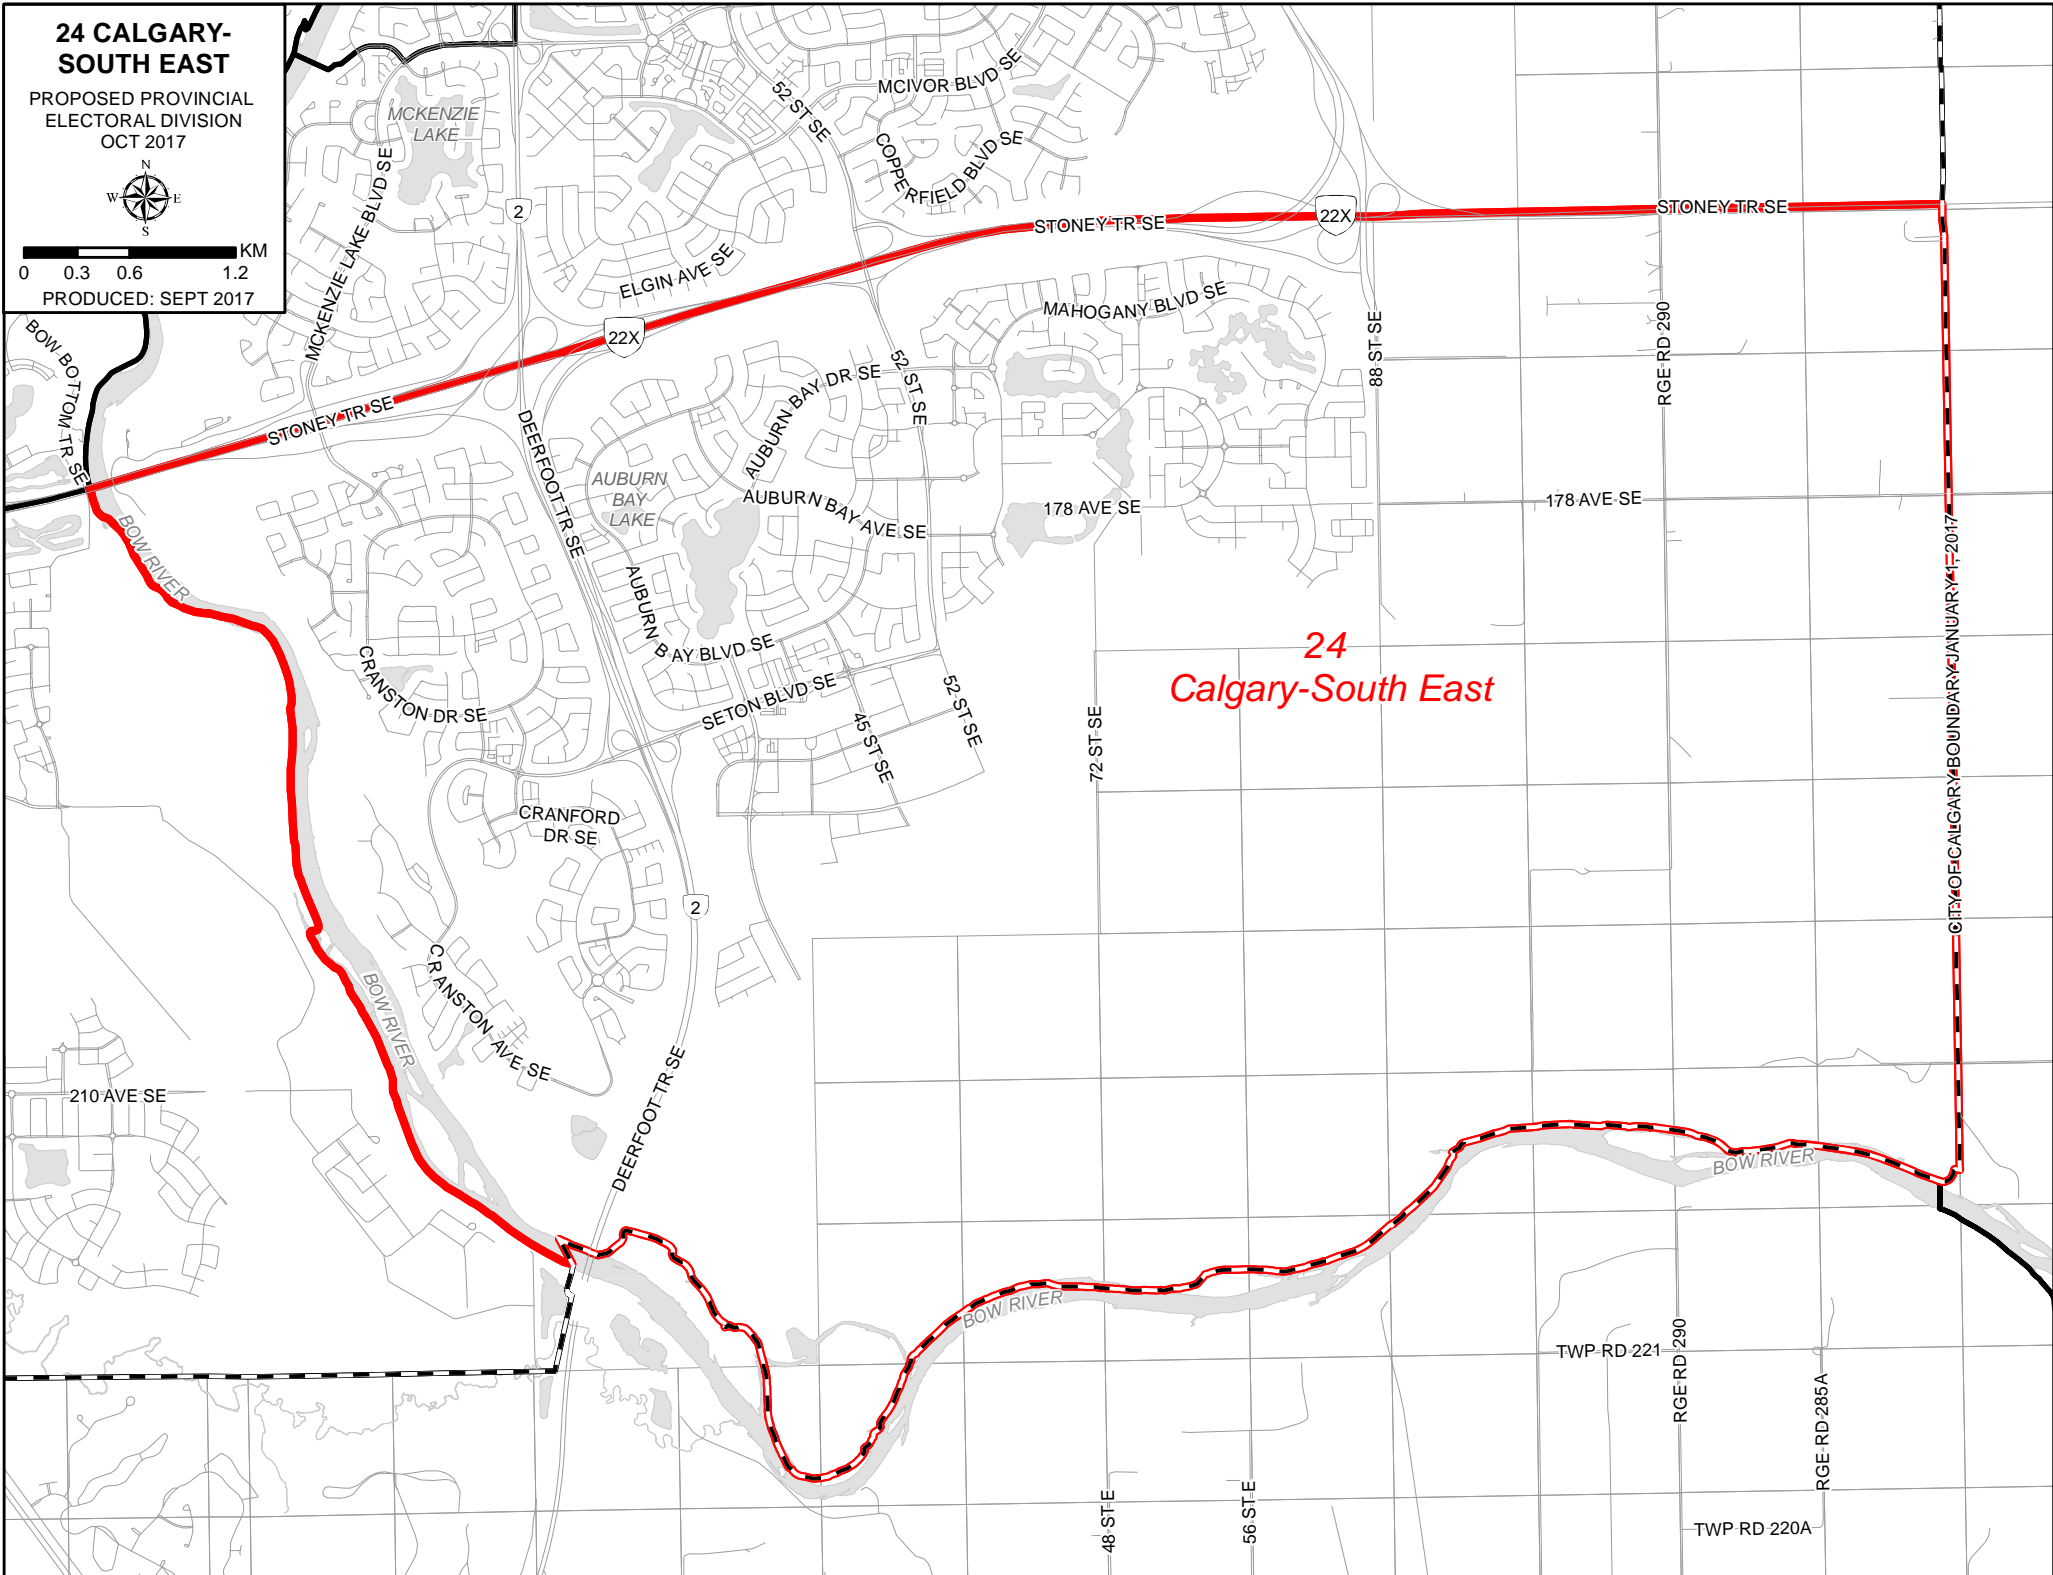 24 CALGARY-
SOUTH EAST
PROPOSED PROVINCIAL
ELECTORAL DIVISION
OCT 2017
N
W
E
S
KM
0 0.3 0.6 1.2
PRODUCED: SEPT 2017
MCKENZIE
LAKE
52 ST SE
MCIVOR BLVD SE
COPPERFIELD BLVD SE
MCKENZIE LAKE BLVD SE
2
ELGIN AVE SE
STONEY TR SE
22X
STONEY TR SE
BOW BOTTOM TR SE
22X
MAHOGANY BLVD SE
88 ST SE
RGE RD 290
STONEY TR SE
DEERFOOT TR SE
AUBURN BAY DR SE
52 ST SE
AUBURN
BAY
LAKE
AUBURN BAY AVE SE
178 AVE SE
178 AVE SE
BOW RIVER
AUBURN BAY BLVD SE
CITY OF CALGARY BOUNDARY JANUARY 1, 2017
24
Calgary-South East
CRANSTON DR SE
SETON BLVD SE
45 ST SE
52 ST SE
72 ST SE
CRANFORD
DR SE
2
CRANSTON AVE SE
BOW RIVER
210 AVE SE
DEERFOOT TR SE
BOW RIVER
BOW RIVER
TWP RD 221
RGE RD 290
RGE RD 285A
48 ST E
56 ST E
TWP RD 220A